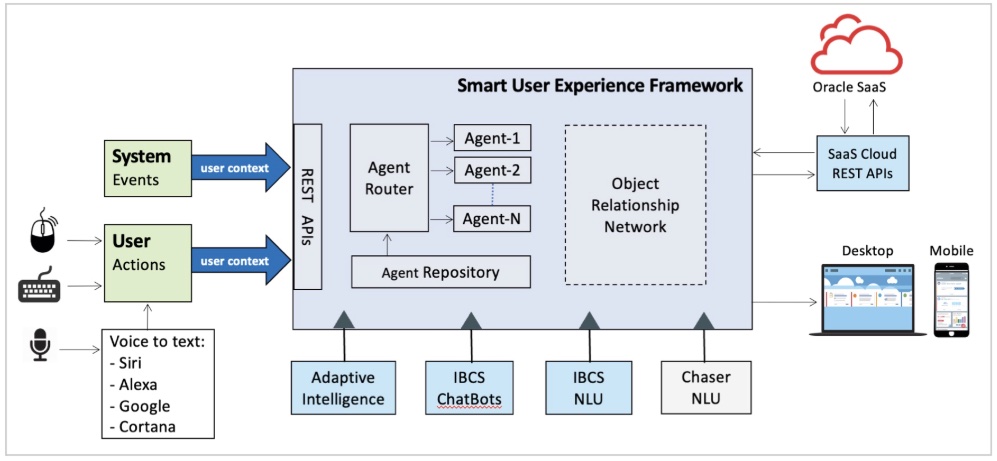 Oracle SaaS
Smart User Experience Framework
System
Events
user context
REST APIs
Agent
Router
Agent-1
Agent-2
Agent-N
Agent Repository
Object
Relationship
Network
SaaS Cloud
REST APIs
User
Actions
user context
Desktop
Mobile
Voice to text:
- Siri
- Alexa
- Google
- Cortana
Adaptive
Intelligence
IBCS
ChatBots
IBCS
NLU
Chaser
NLU